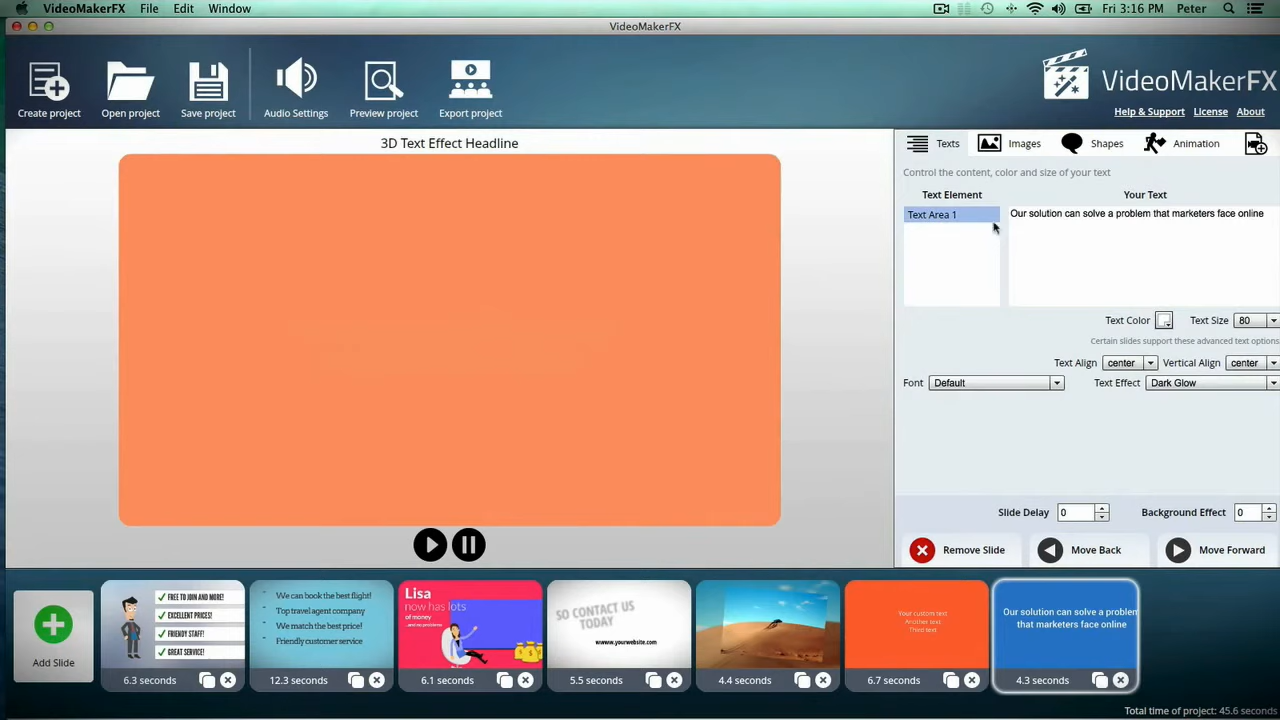 VideoMakerFX File Edit Window Fri 3:16 PM Peter
VideoMakerFX
Create project
Open project
Save project
Audio Settings
Preview project
Export project
VideoMakerFX
Help & Support License About
3D Text Effect Headline
Texts Images Shapes Animation
Control the content, color and size of your text
Text Element Your Text
Text Area 1
Our solution can solve a problem that marketers face online
Text Color Text Size 80
Certain slides support these advanced text options
Text Align center Vertical Align center
Font Default Text Effect Dark Glow
Slide Delay 0 Background Effect 0
Remove Slide Move Back Move Forward
Add Slide
FREE TO JOIN AND MORE!
EXCELLENT PRICES!
FRIENDY STAFF!
GREAT SERVICE!
6.3 seconds
- We can book the best flight!
- Top travel agent company
- We match the best price!
- Friendly customer service
12.3 seconds
Lisa
now has lots
of money
...and no problems
6.1 seconds
SO CONTACT US
TODAY
www.yourwebsite.com
5.5 seconds
4.4 seconds
Your custom text
Another text
Third text
6.7 seconds
Our solution can solve a problem
that marketers face online
4.3 seconds
Total time of project: 45.6 seconds